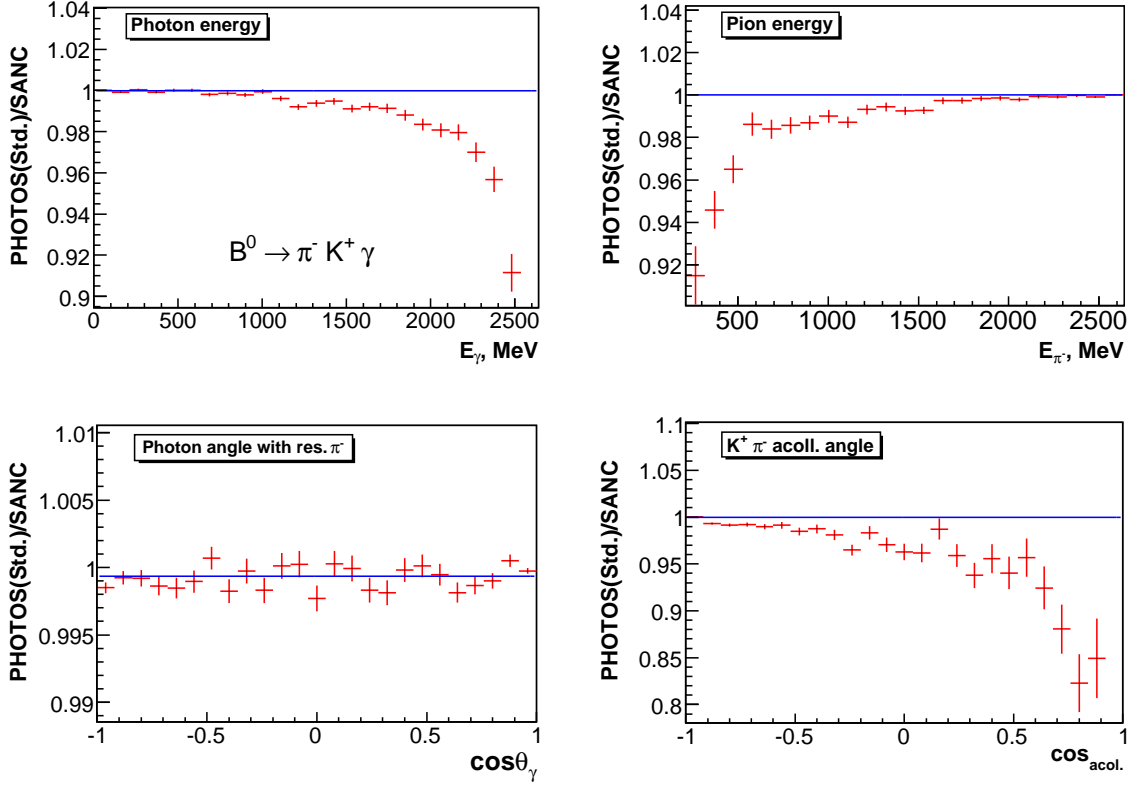 Photon energy
PHOTOS(Std.)/SANC
1.04
1.02
1
0.98
0.96
0.94
0.92
0.9
B⁰ → π⁻ K⁺ γ
0 500 1000 1500 2000 2500
E_γ, MeV
Pion energy
PHOTOS(Std.)/SANC
1.04
1.02
1
0.98
0.96
0.94
0.92
500 1000 1500 2000 2500
E_π⁻, MeV
Photon angle with res. π⁻
PHOTOS(Std.)/SANC
1.01
1.005
1
0.995
0.99
-1 -0.5 0 0.5 1
cosθ_γ
K⁺ π⁻ acoll. angle
PHOTOS(Std.)/SANC
1.1
1.05
1
0.95
0.9
0.85
0.8
-1 -0.5 0 0.5 1
cos_acol.